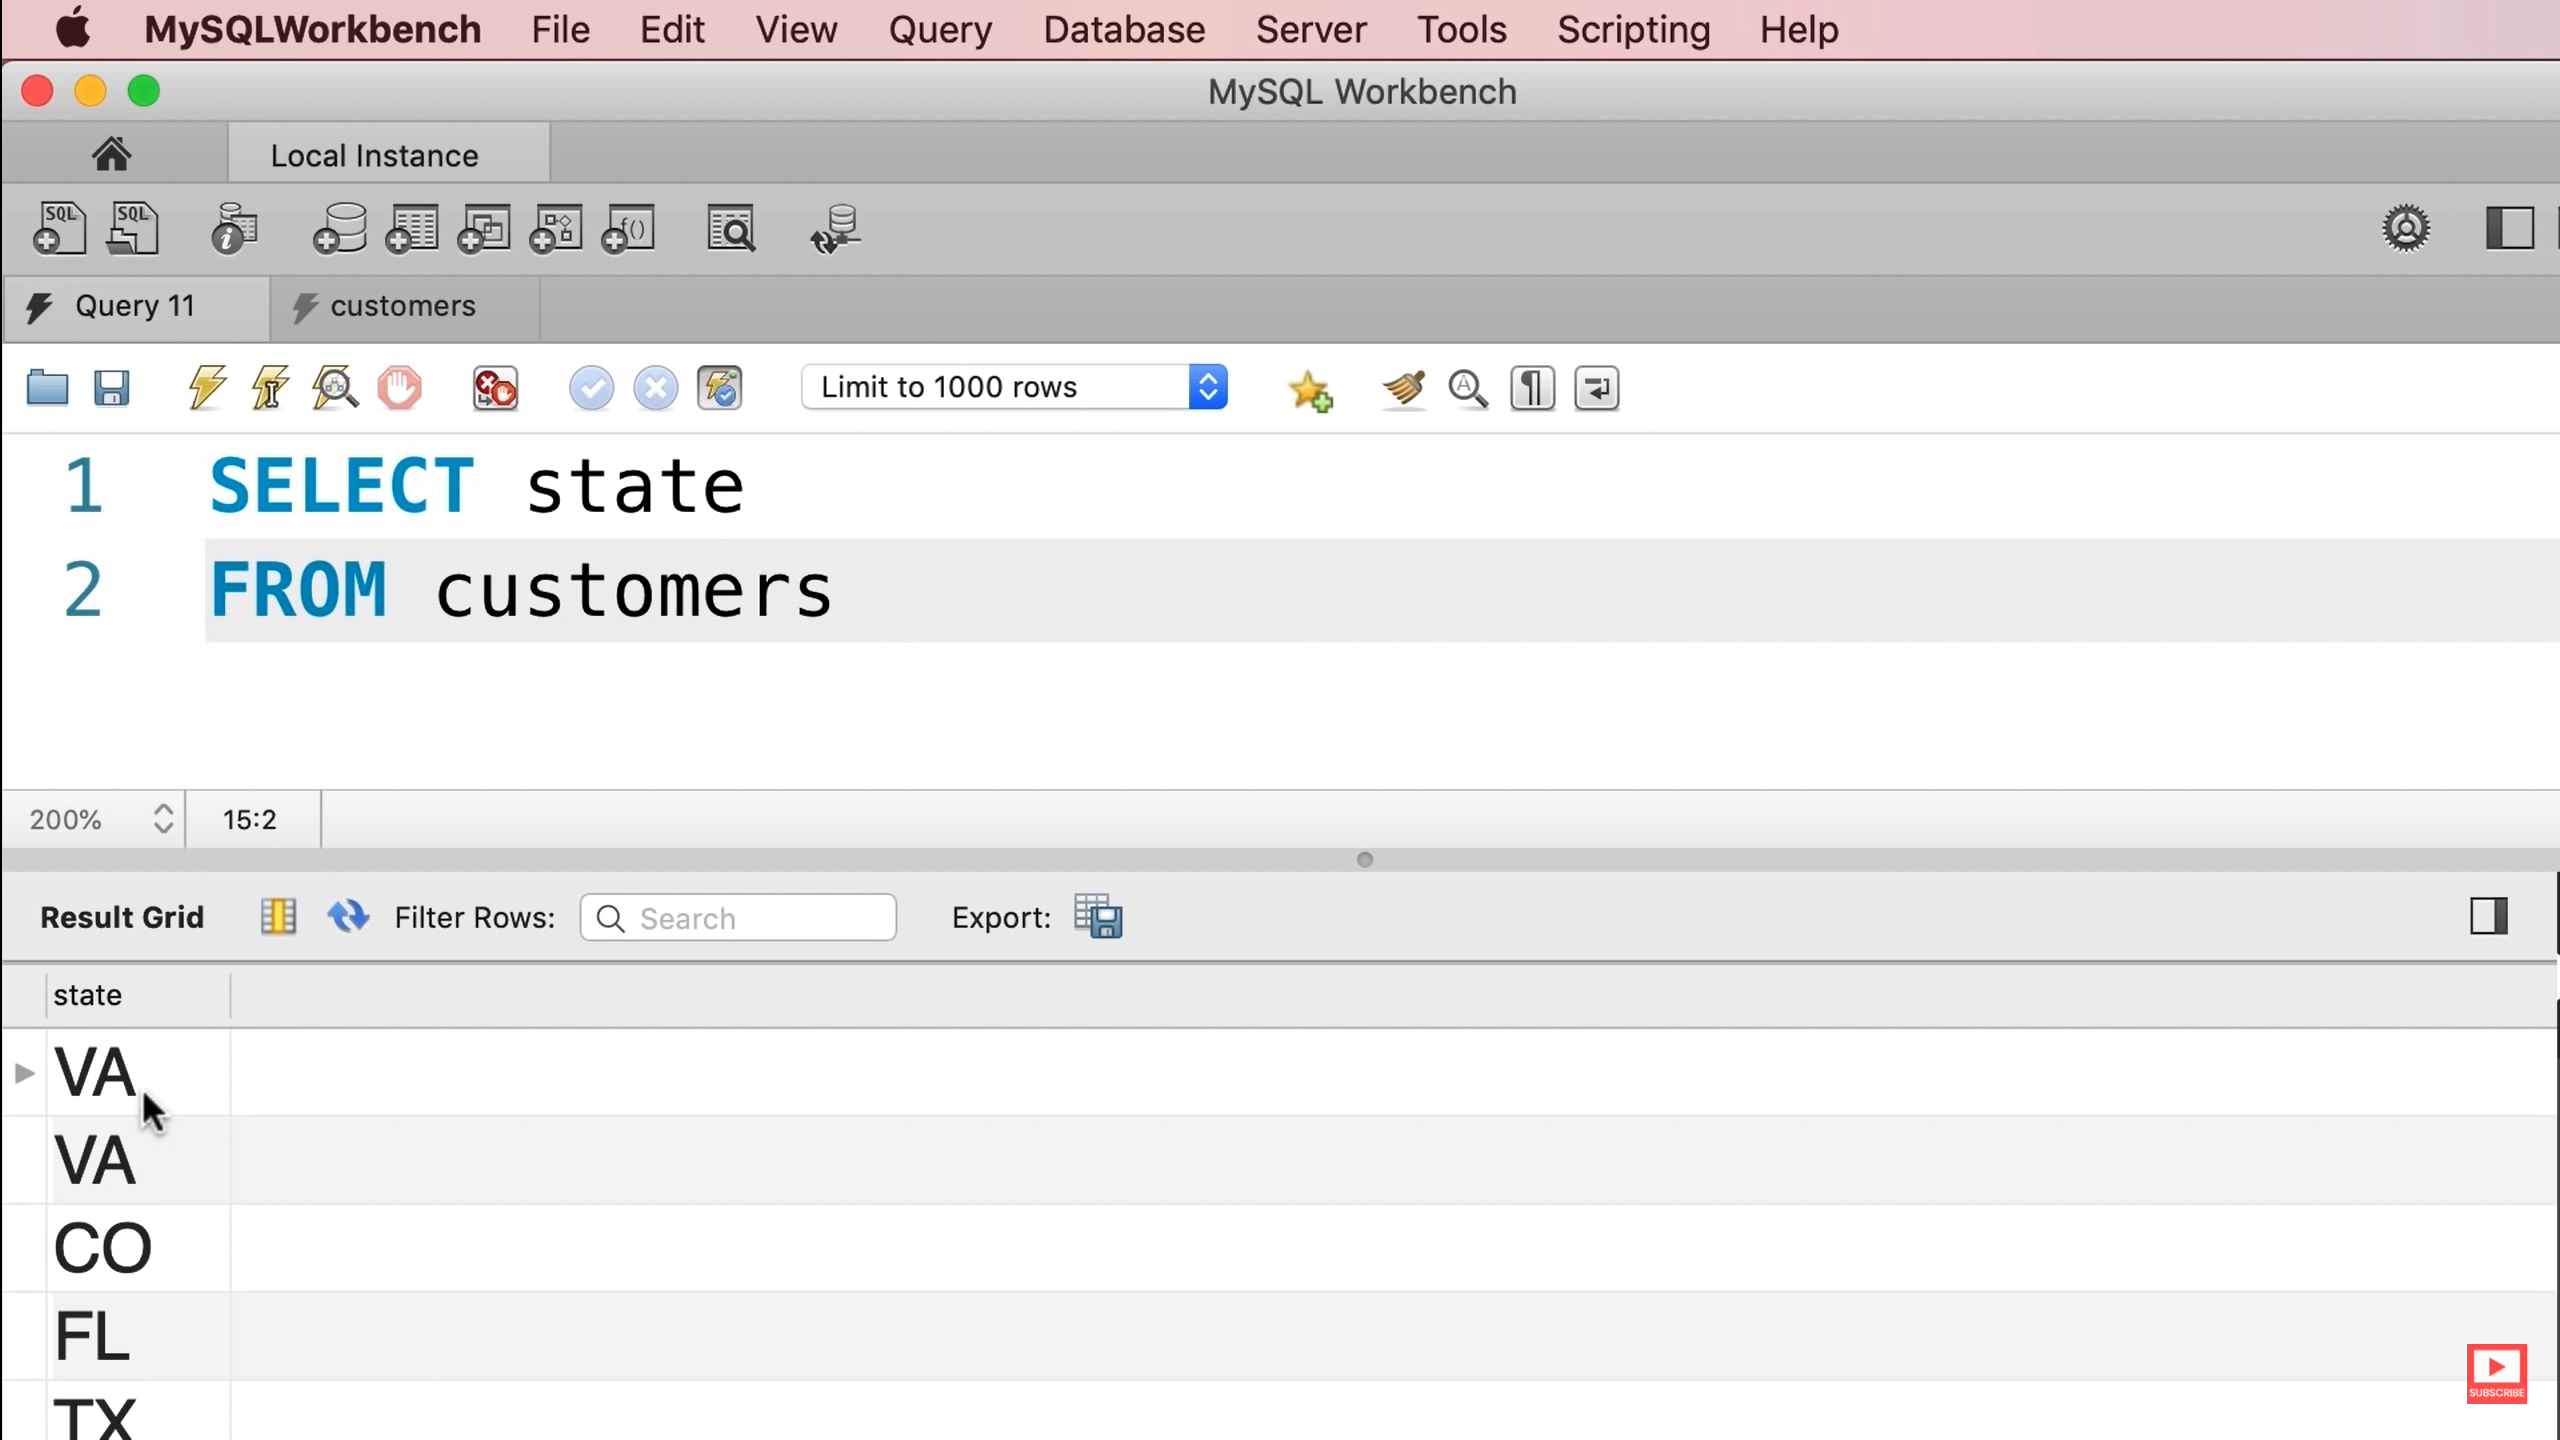 MySQLWorkbench File Edit View Query Database Server Tools Scripting Help
MySQL Workbench
Local Instance
SQL SQL i f()
Query 11 customers
Limit to 1000 rows
1 SELECT state
2 FROM customers
200% 15:2
Result Grid Filter Rows: Search Export:
state
VA
VA
CO
FL
TX
SUBSCRIBE